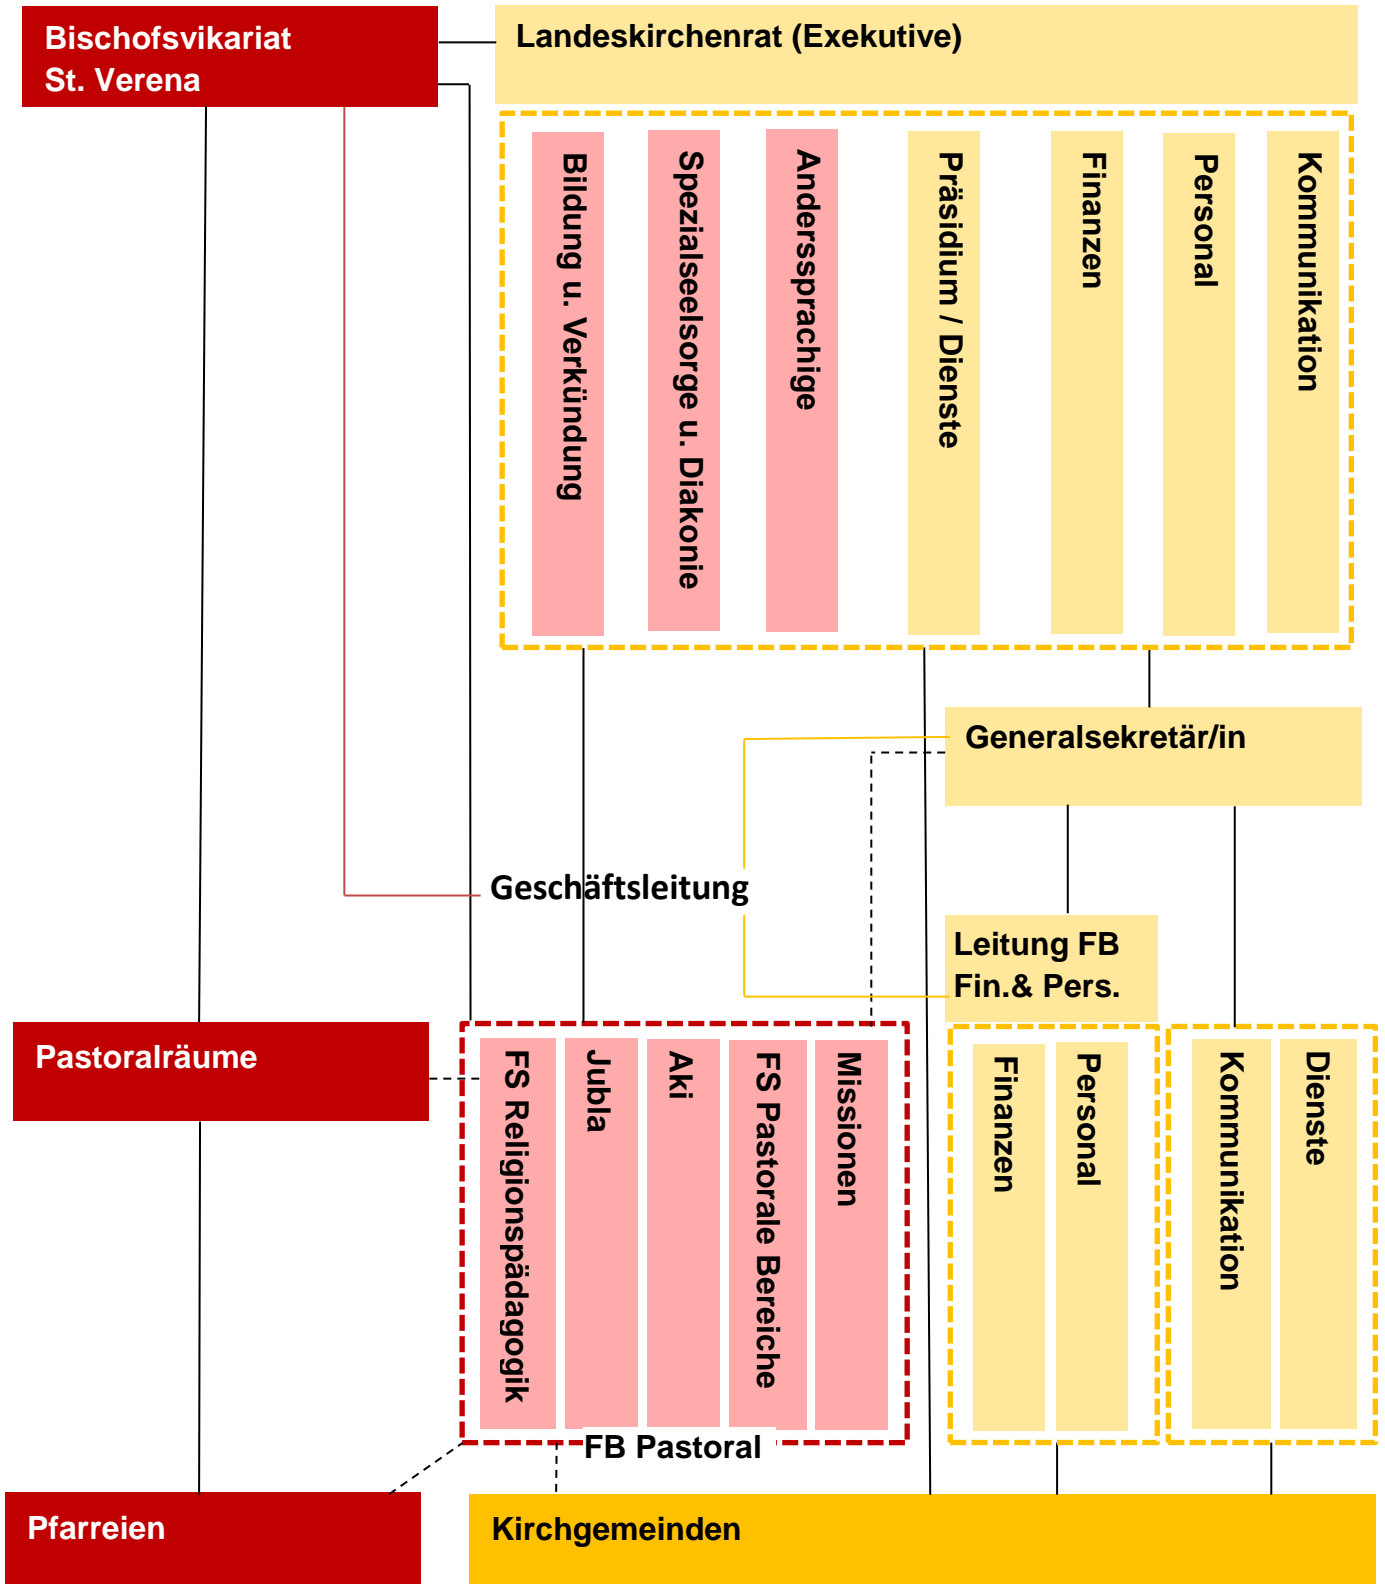 Bischofsvikariat
St. Verena
Landeskirchenrat (Exekutive)
Bildung u. Verkündung
Spezialseelsorge u. Diakonie
Anderssprachige
Präsidium / Dienste
Finanzen
Personal
Kommunikation
Generalsekretär/in
Geschäftsleitung
Leitung FB
Fin.& Pers.
Pastoralräume
FS Religionspädagogik
Jubla
Aki
FS Pastorale Bereiche
Missionen
Finanzen
Personal
Kommunikation
Dienste
FB Pastoral
Pfarreien
Kirchgemeinden